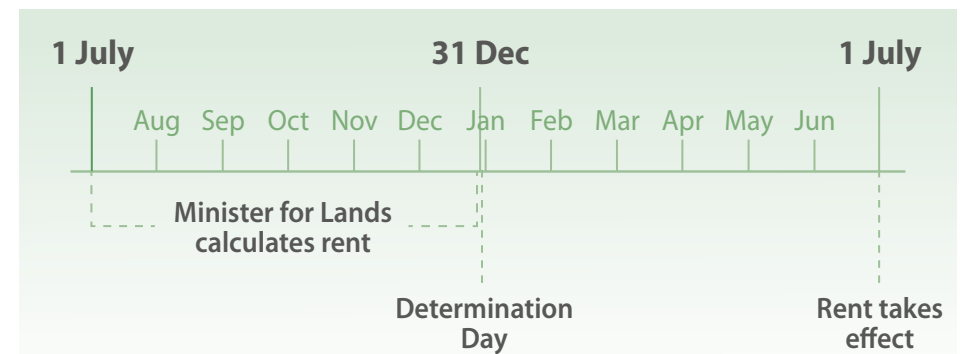 1 July 31 Dec 1 July
Aug Sep Oct Nov Dec Jan Feb Mar Apr May Jun
Minister for Lands
calculates rent
Determination
Day
Rent takes
effect